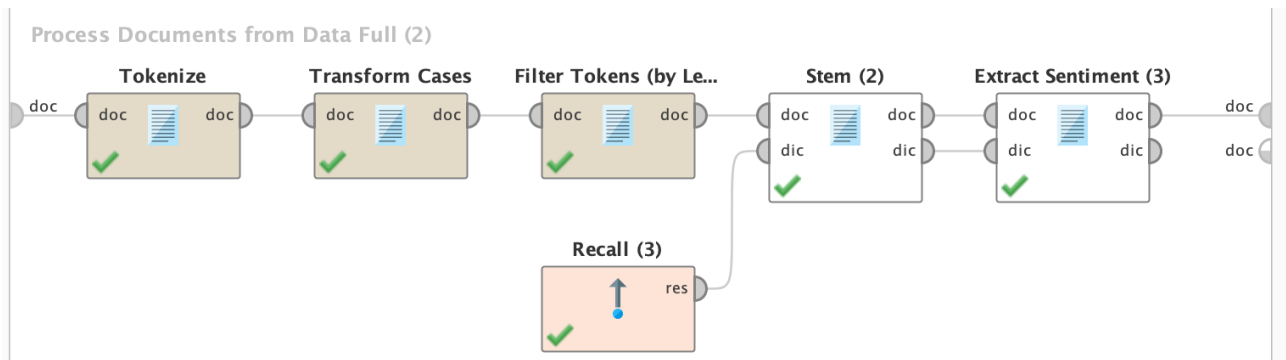 Process Documents from Data Full (2)
Tokenize Transform Cases Filter Tokens (by Le... Stem (2) Extract Sentiment (3)
doc doc doc doc doc doc doc doc doc doc doc doc
dic dic dic dic doc
Recall (3)
res